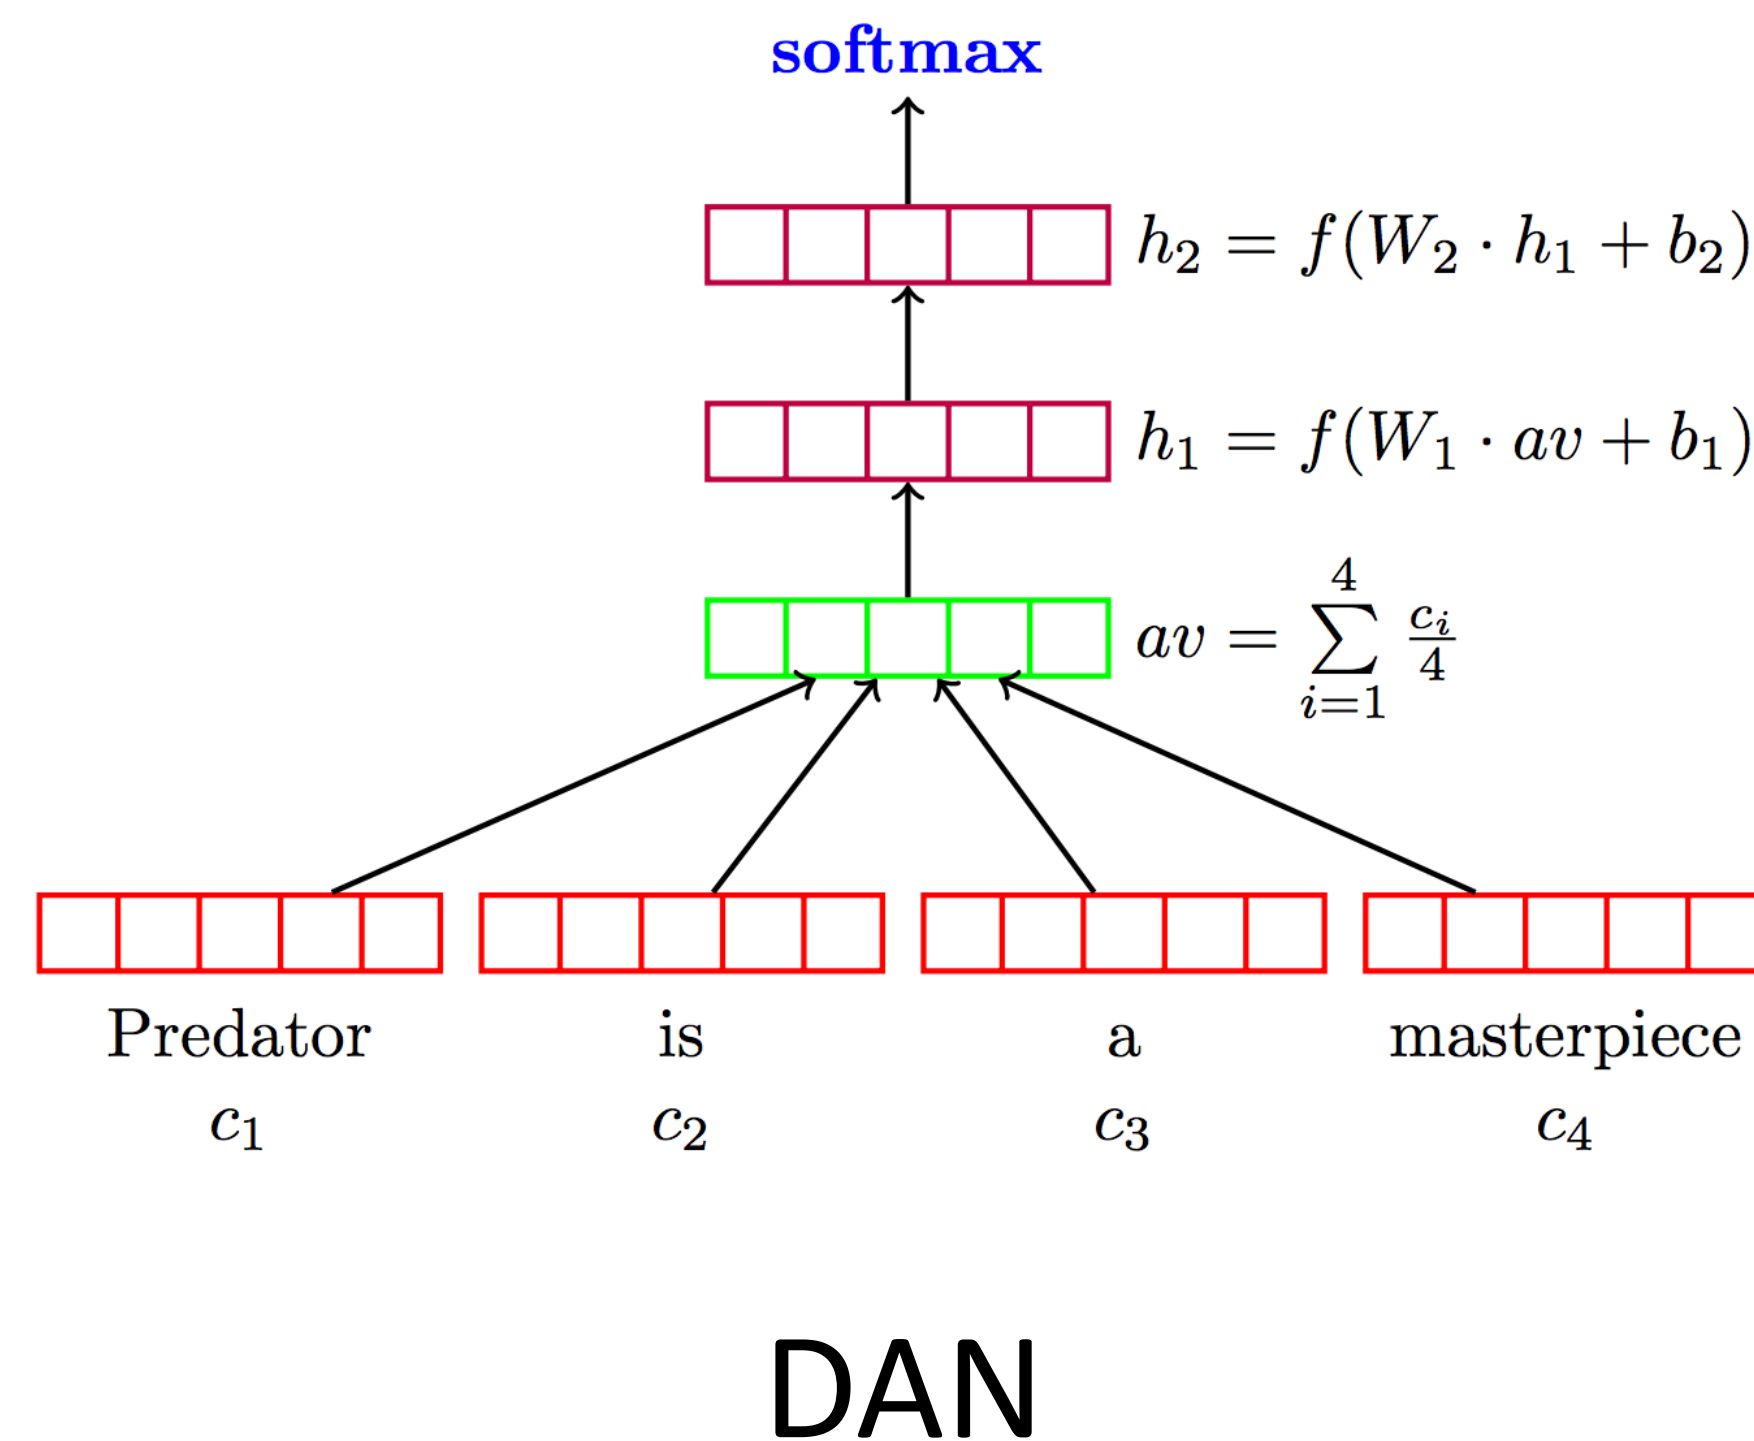 softmax
h₂ = f(W₂ · h₁ + b₂)
h₁ = f(W₁ · av + b₁)
av = ∑_{i=1}^{4} c_i/4
Predator is a masterpiece
c₁ c₂ c₃ c₄
DAN